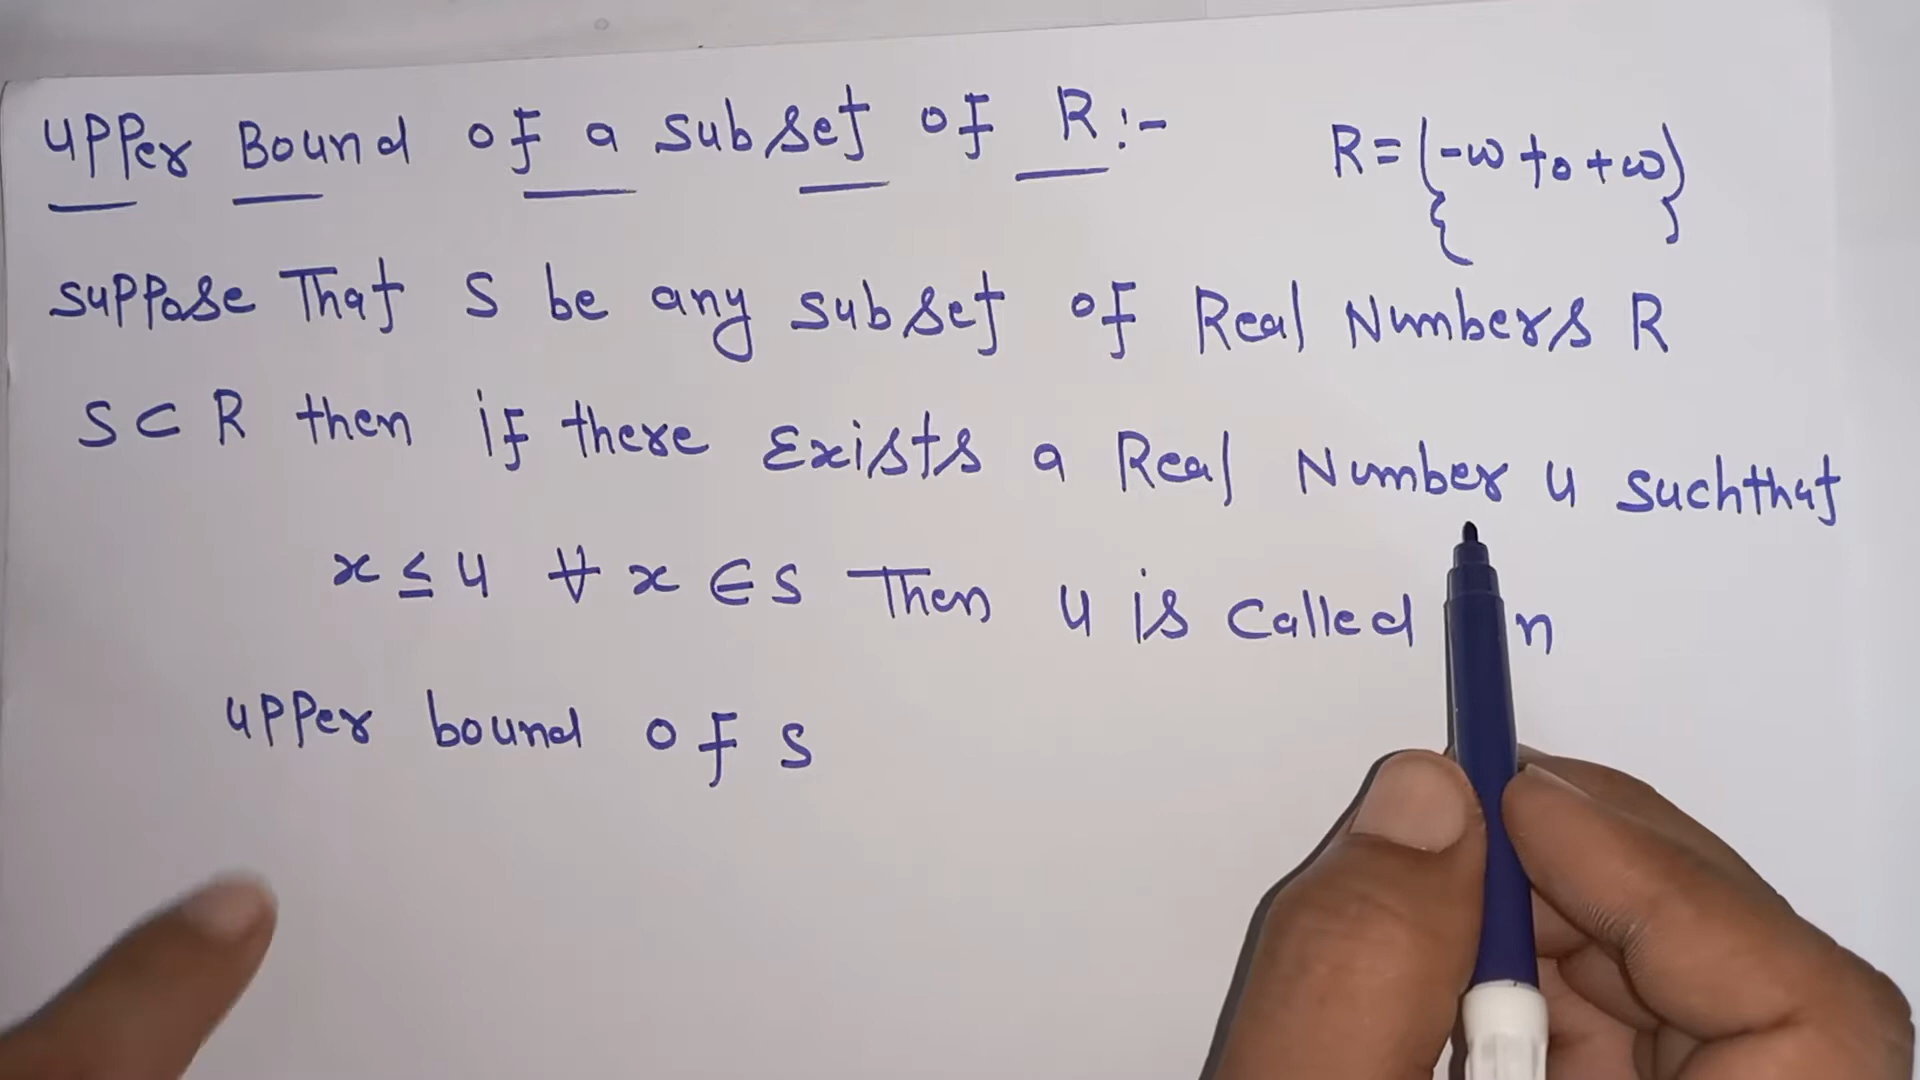 upper Bound of a subset of R:-
R = (-∞ to +∞)
{ }
suppose That S be any subset of Real Numbers R
S ⊂ R then if there Exists a Real Number u suchthat
x ≤ u ∀ x ∈ S Then u is called n
upper bound of S